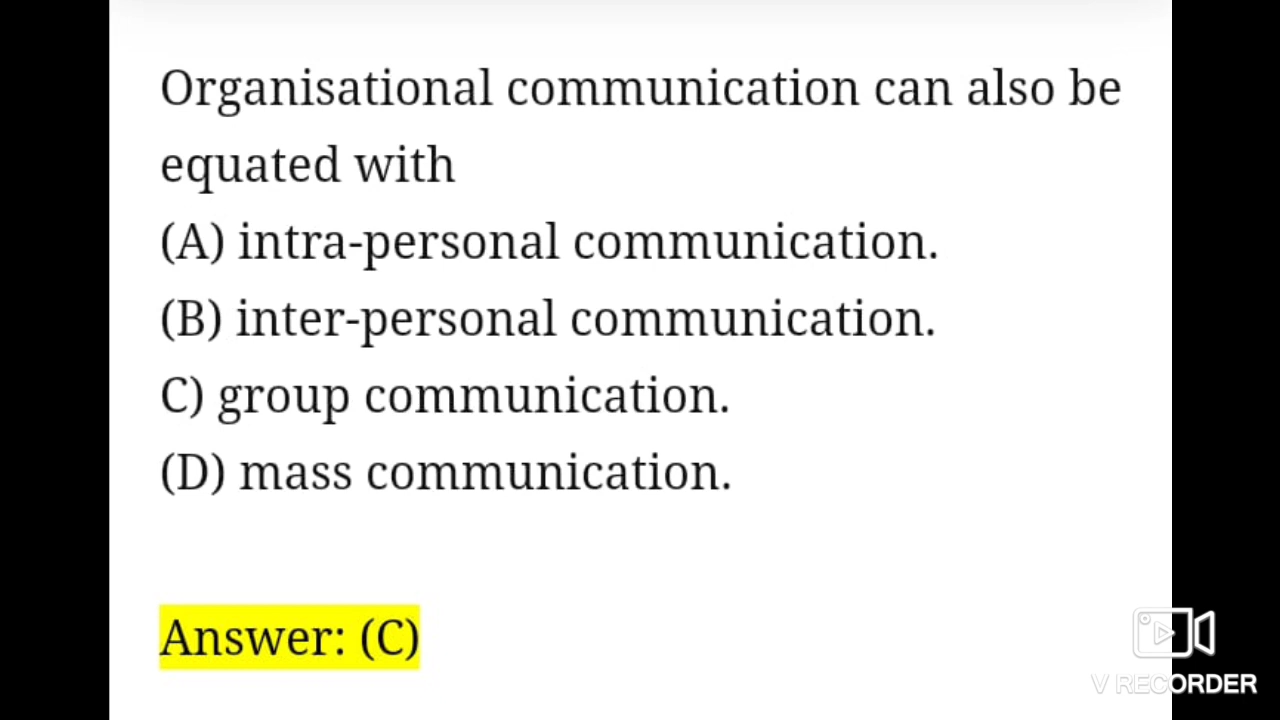 Organisational communication can also be
equated with
(A) intra-personal communication.
(B) inter-personal communication.
C) group communication.
(D) mass communication.
Answer: (C)
V RECORDER